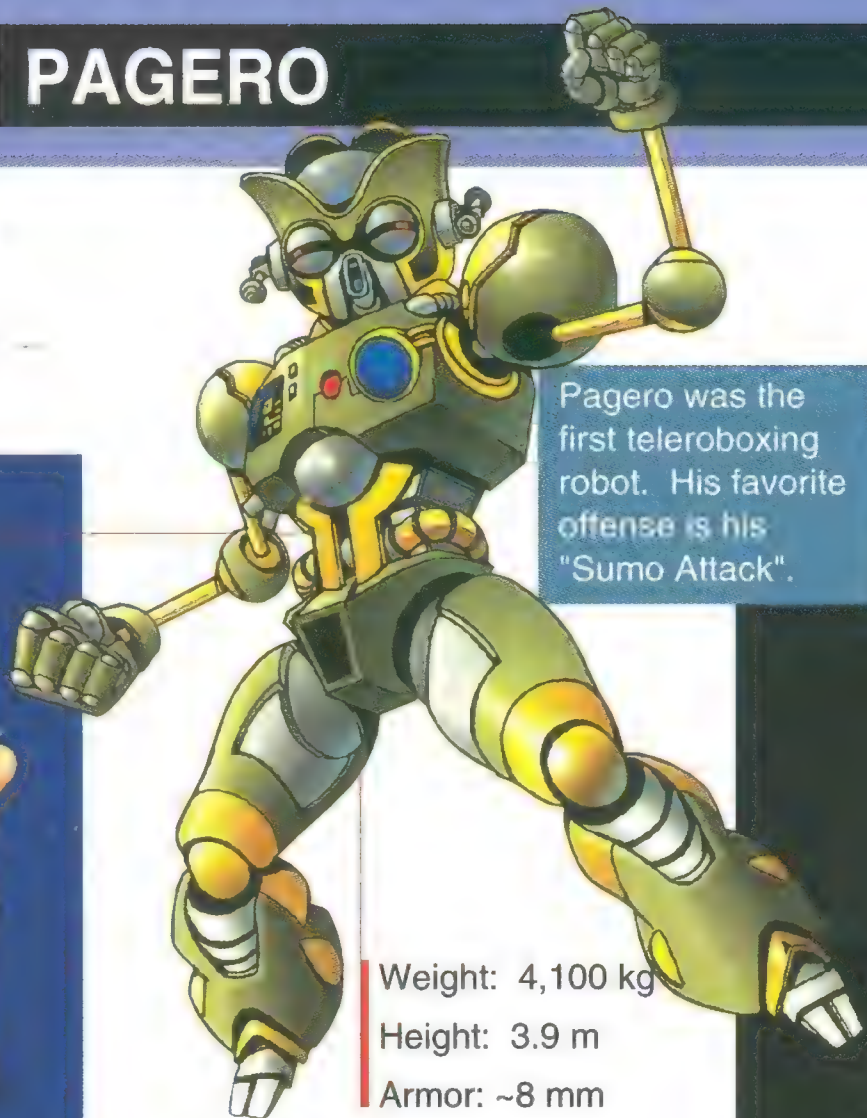 PAGERO
Pagero was the
first teleroboxing
robot. His favorite
offense is his
"Sumo Attack".
Weight: 4,100 kg
Height: 3.9 m
Armor: ~8 mm